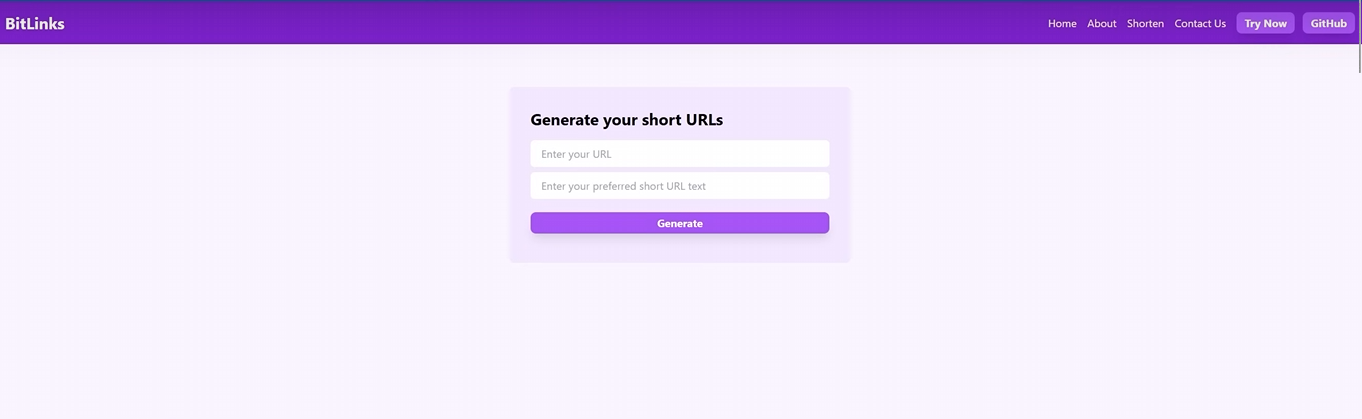 BitLinks
Home About Shorten Contact Us Try Now GitHub
Generate your short URLs
Enter your URL
Enter your preferred short URL text
Generate